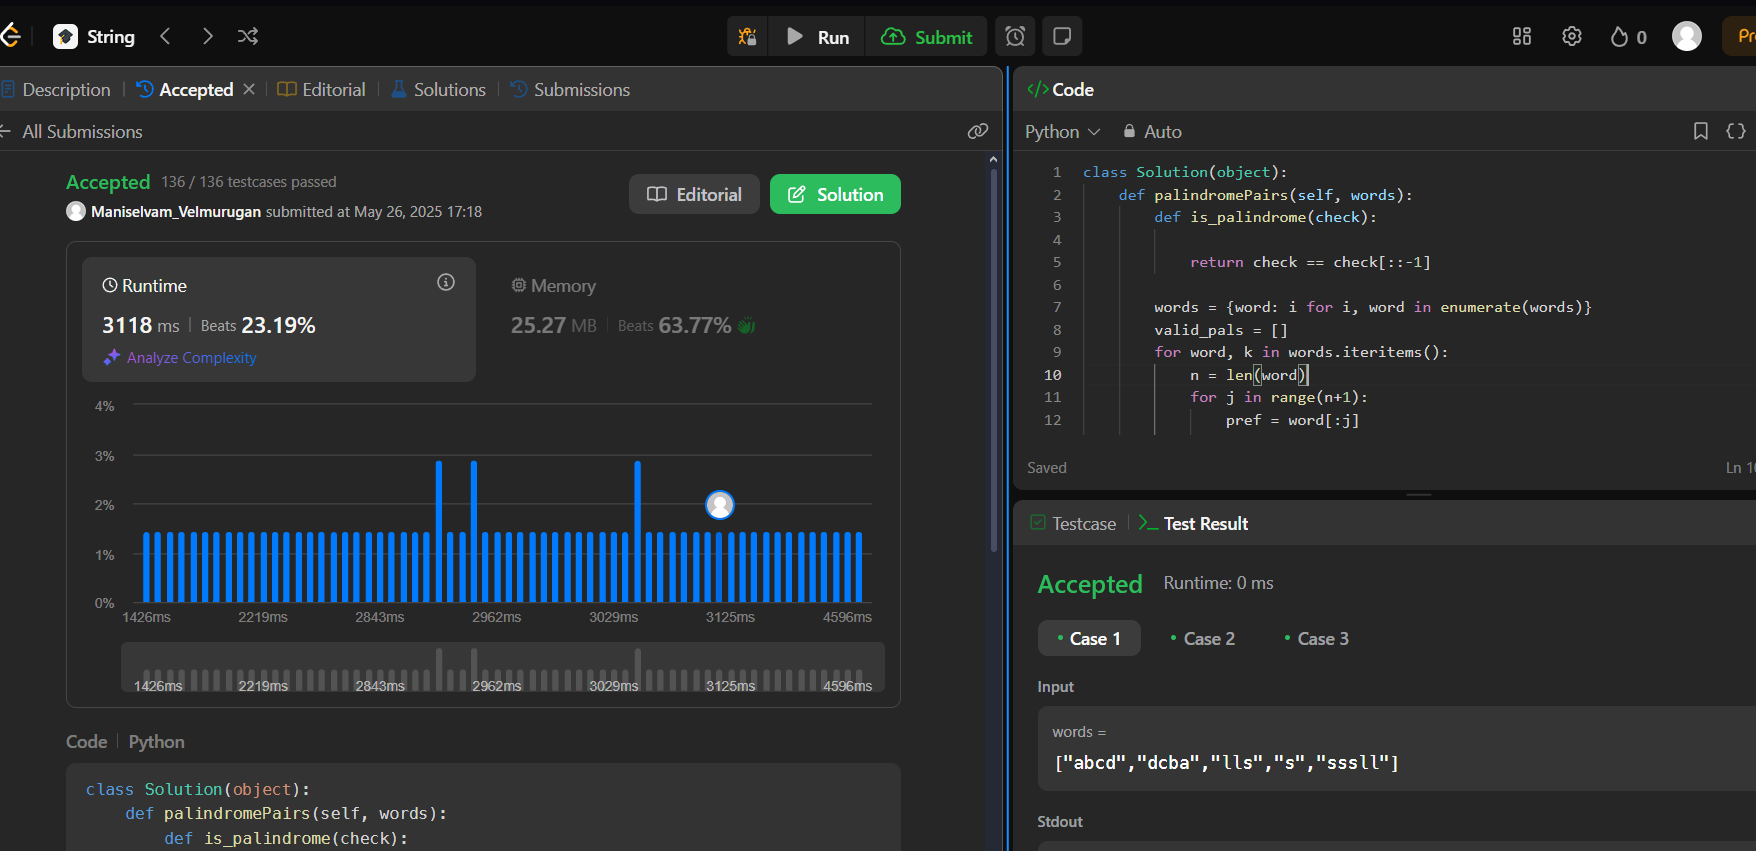 String
Run
Submit
0
Description
Accepted
Editorial
Solutions
Submissions
All Submissions
Accepted 136 / 136 testcases passed
Maniselvam_Velmurugan submitted at May 26, 2025 17:18
Editorial
Solution
Runtime
3118 ms | Beats 23.19%
Analyze Complexity
Memory
25.27 MB | Beats 63.77%
4%
3%
2%
1%
0%
1426ms 2219ms 2843ms 2962ms 3029ms 3125ms 4596ms
1426ms 2219ms 2843ms 2962ms 3029ms 3125ms 4596ms
Code | Python
class Solution(object):
def palindromePairs(self, words):
def is_palindrome(check):
</> Code
Python
Auto
{}
1 class Solution(object):
2 def palindromePairs(self, words):
3 def is_palindrome(check):
4
5 return check == check[::-1]
6
7 words = {word: i for i, word in enumerate(words)}
8 valid_pals = []
9 for word, k in words.iteritems():
10 n = len(word)
11 for j in range(n+1):
12 pref = word[:j]
Saved
Ln
Testcase
Test Result
Accepted Runtime: 0 ms
Case 1
Case 2
Case 3
Input
words =
["abcd","dcba","lls","s","sssll"]
Stdout